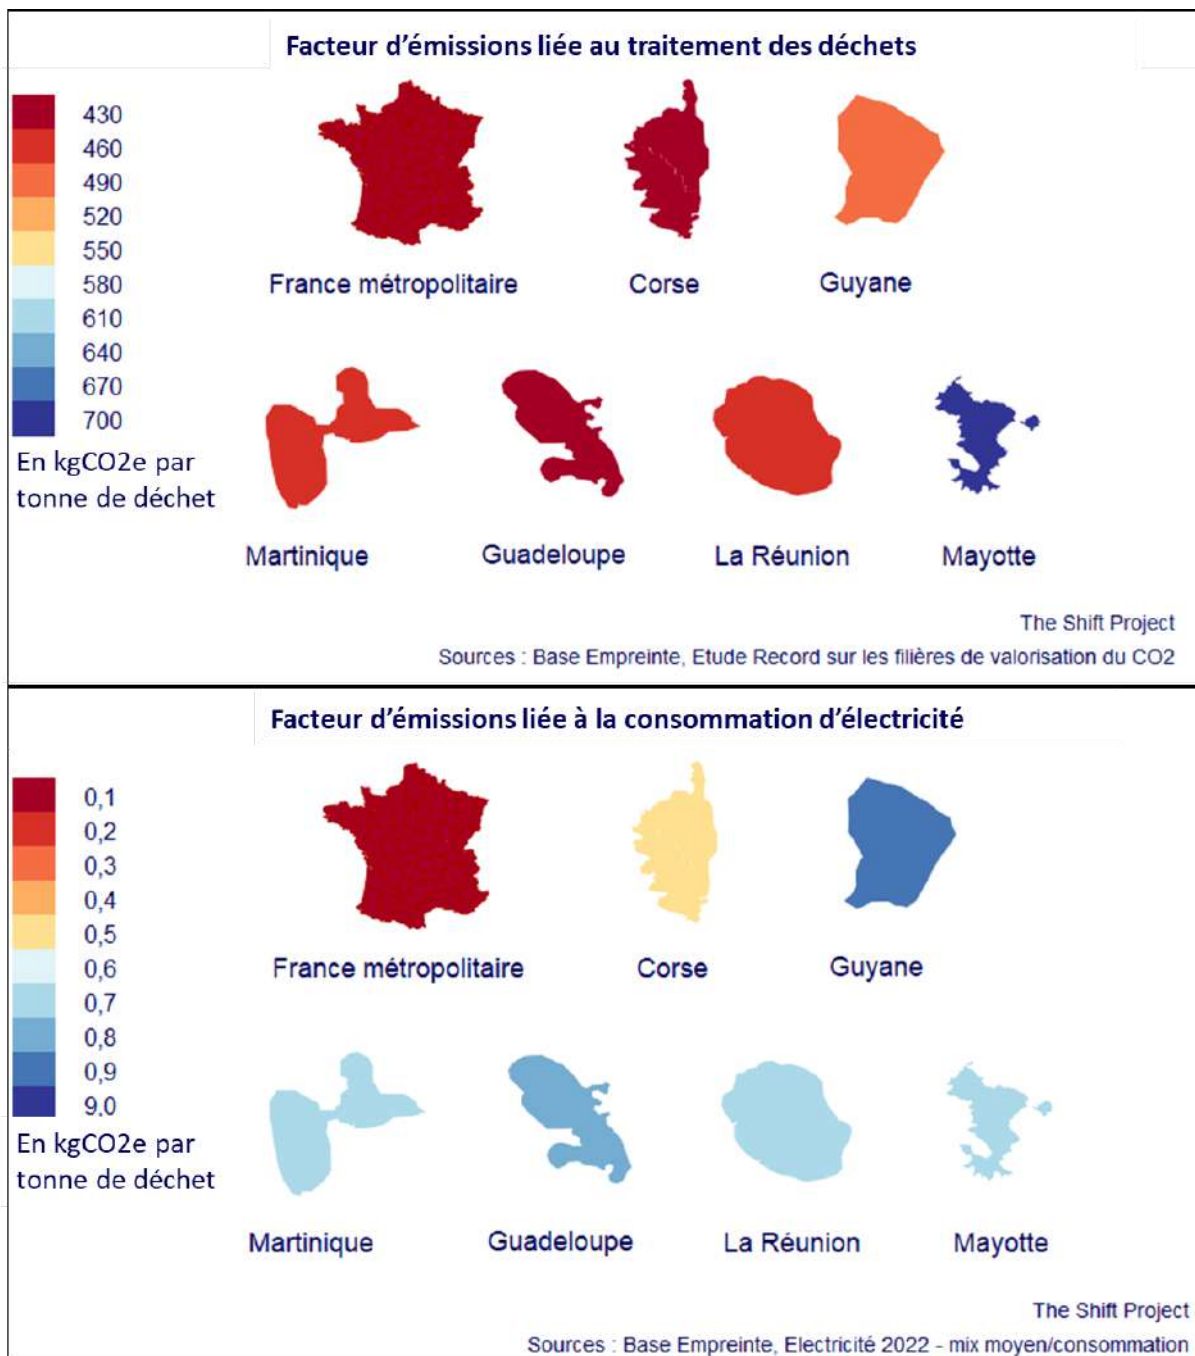 Facteur d’émissions liée au traitement des déchets
430
460
490
520
550
580
610
640
670
700
En kgCO2e par
tonne de déchet
France métropolitaire
Corse
Guyane
Martinique
Guadeloupe
La Réunion
Mayotte
The Shift Project
Sources : Base Empreinte, Etude Record sur les filières de valorisation du CO2
Facteur d’émissions liée à la consommation d’électricité
0,1
0,2
0,3
0,4
0,5
0,6
0,7
0,8
0,9
9,0
En kgCO2e par
tonne de déchet
France métropolitaire
Corse
Guyane
Martinique
Guadeloupe
La Réunion
Mayotte
The Shift Project
Sources : Base Empreinte, Electricité 2022 - mix moyen/consommation